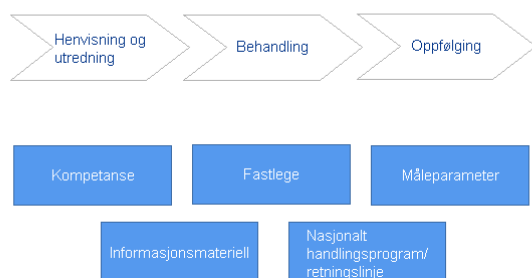 Henvisning og
utredning
Behandling
Oppfølging
Kompetanse
Fastlege
Måleparameter
Informasjonsmateriell
Nasjonalt
handlingsprogram/
retningslinje